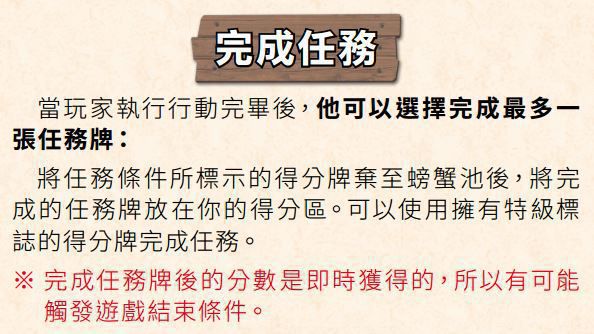 完成任務
當玩家執行行動完畢後，他可以選擇完成最多一
張任務牌：
將任務條件所標示的得分牌棄至螃蟹池後，將完
成的任務牌放在你的得分區。可以使用擁有特級標
誌的得分牌完成任務。
※ 完成任務牌後的分數是即時獲得的，所以有可能
觸發遊戲結束條件。